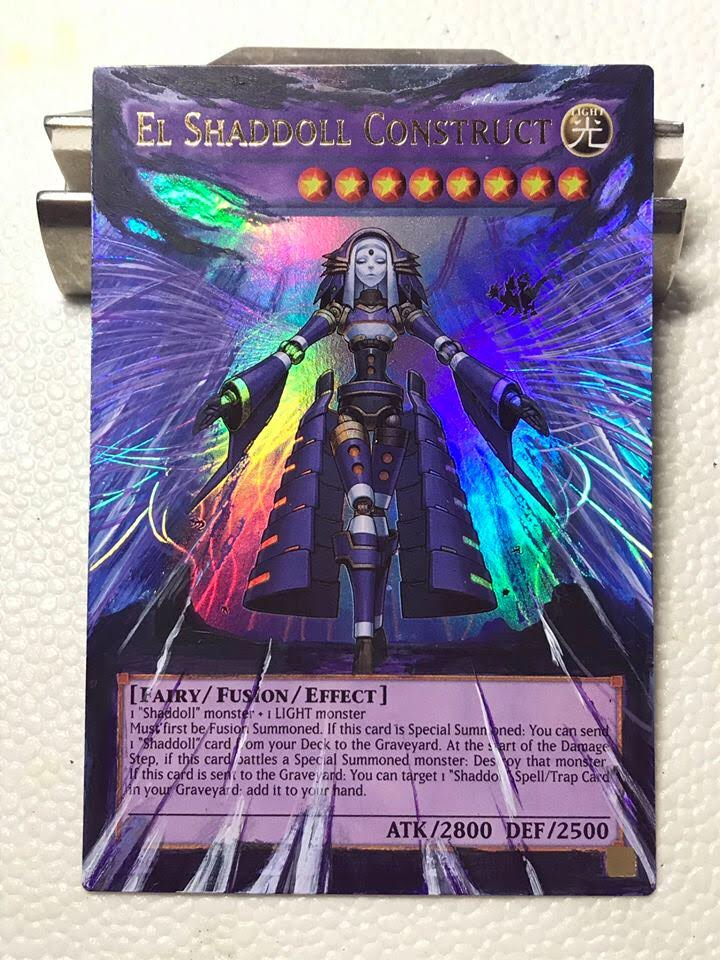 EL SHADDOLL CONSTRUCT
LIGHT
光
[FAIRY/FUSION/EFFECT]
1 "Shaddoll" monster + 1 LIGHT monster
Must first be Fusion Summoned. If this card is Special Summoned: You can send
1 "Shaddoll" card from your Deck to the Graveyard. At the start of the Damage
Step, if this card battles a Special Summoned monster: Destroy that monster.
If this card is sent to the Graveyard: You can target 1 "Shaddoll" Spell/Trap Card
in your Graveyard; add it to your hand.
ATK/2800 DEF/2500